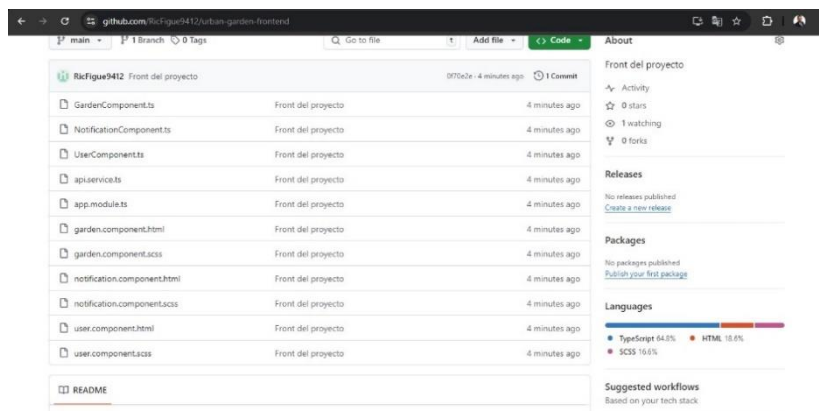 github.com/RicFigue9412/urban-garden-frontend
main 1 Branch 0 Tags Go to file t Add file <> Code
RicFigue9412 Front del proyecto 0f70e2e · 4 minutes ago 1 Commit
GardenComponent.ts Front del proyecto 4 minutes ago
NotificationComponent.ts Front del proyecto 4 minutes ago
UserComponent.ts Front del proyecto 4 minutes ago
api.service.ts Front del proyecto 4 minutes ago
app.module.ts Front del proyecto 4 minutes ago
garden.component.html Front del proyecto 4 minutes ago
garden.component.scss Front del proyecto 4 minutes ago
notification.component.html Front del proyecto 4 minutes ago
notification.component.scss Front del proyecto 4 minutes ago
user.component.html Front del proyecto 4 minutes ago
user.component.scss Front del proyecto 4 minutes ago
README
About
Front del proyecto
Activity
0 stars
1 watching
0 forks
Releases
No releases published
Create a new release
Packages
No packages published
Publish your first package
Languages
TypeScript 64.8% HTML 18.6%
SCSS 16.6%
Suggested workflows
Based on your tech stack